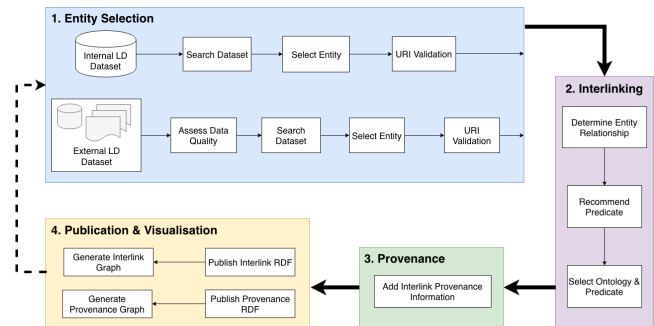 1. Entity Selection
Internal LD
Dataset
Search Dataset
Select Entity
URI Validation
External LD
Dataset
Assess Data
Quality
Search
Dataset
Select Entity
URI
Validation
2. Interlinking
Determine Entity
Relationship
Recommend
Predicate
Select Ontology &
Predicate
3. Provenance
Add Interlink Provenance
Information
4. Publication & Visualisation
Generate Interlink
Graph
Publish Interlink RDF
Generate
Provenance Graph
Publish Provenance
RDF